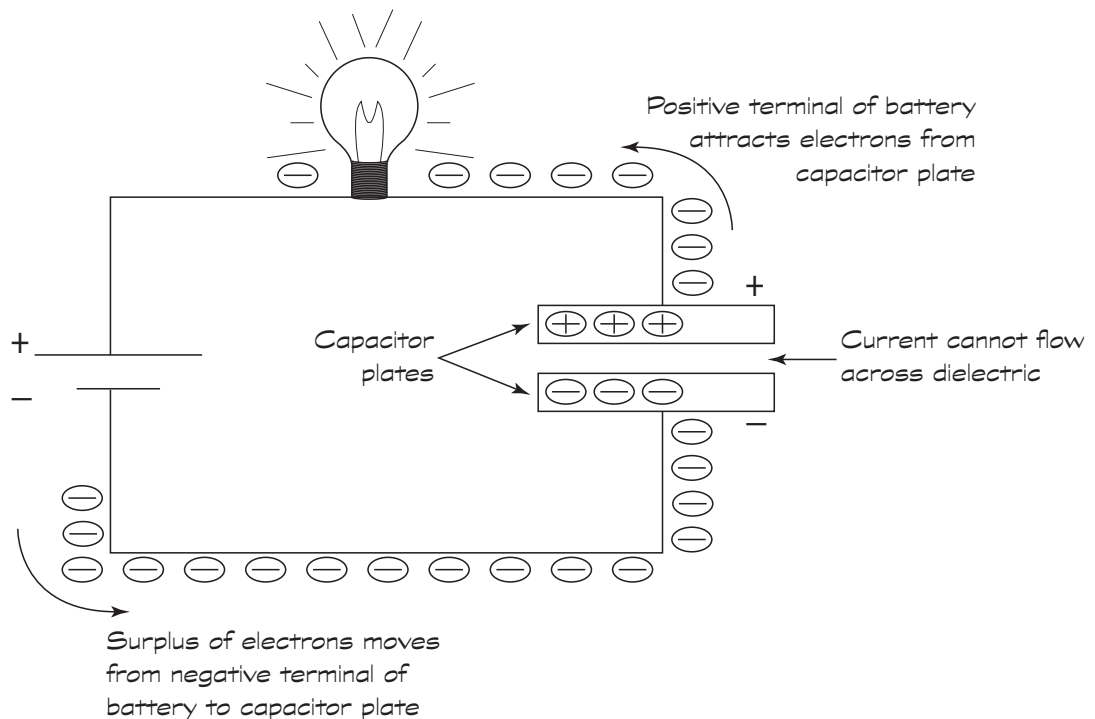 Positive terminal of battery
attracts electrons from
capacitor plate
+
+
−
Capacitor
plates
Current cannot flow
across dielectric
−
Surplus of electrons moves
from negative terminal of
battery to capacitor plate